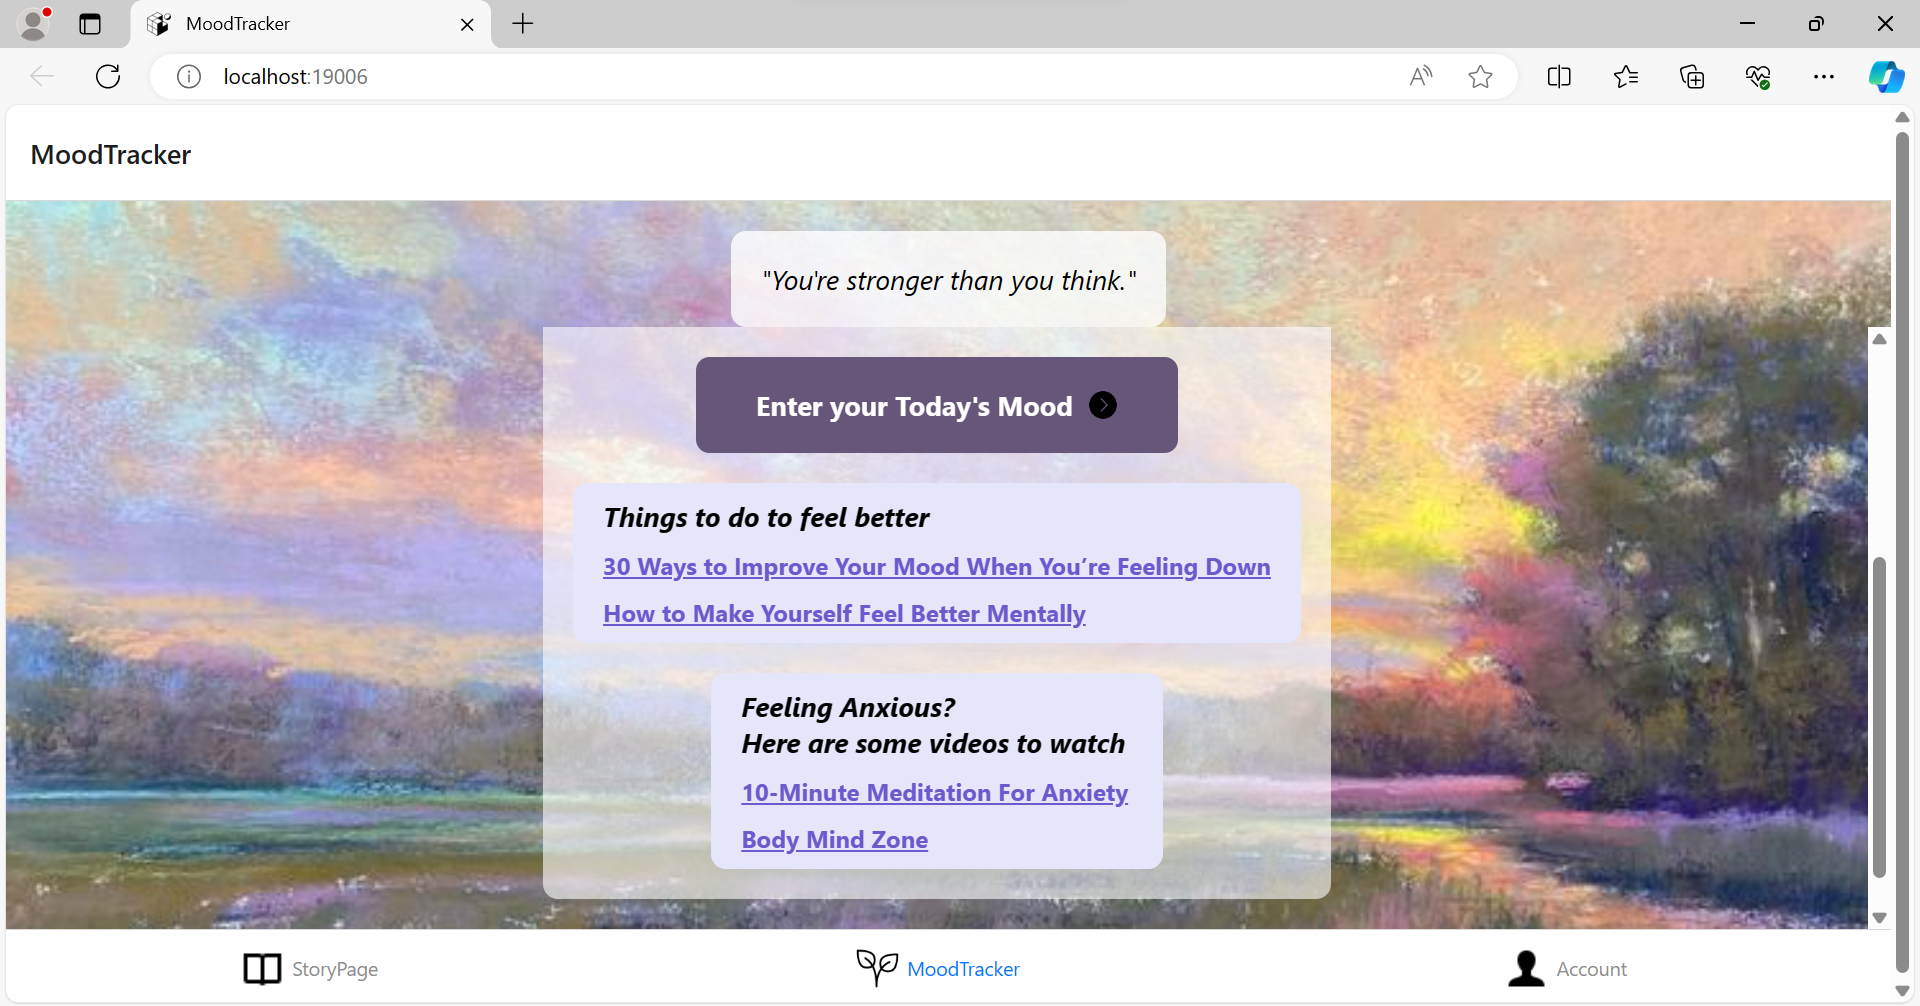 MoodTracker
localhost:19006
MoodTracker
"You're stronger than you think."
Enter your Today's Mood
Things to do to feel better
30 Ways to Improve Your Mood When You’re Feeling Down
How to Make Yourself Feel Better Mentally
Feeling Anxious?
Here are some videos to watch
10-Minute Meditation For Anxiety
Body Mind Zone
StoryPage
MoodTracker
Account